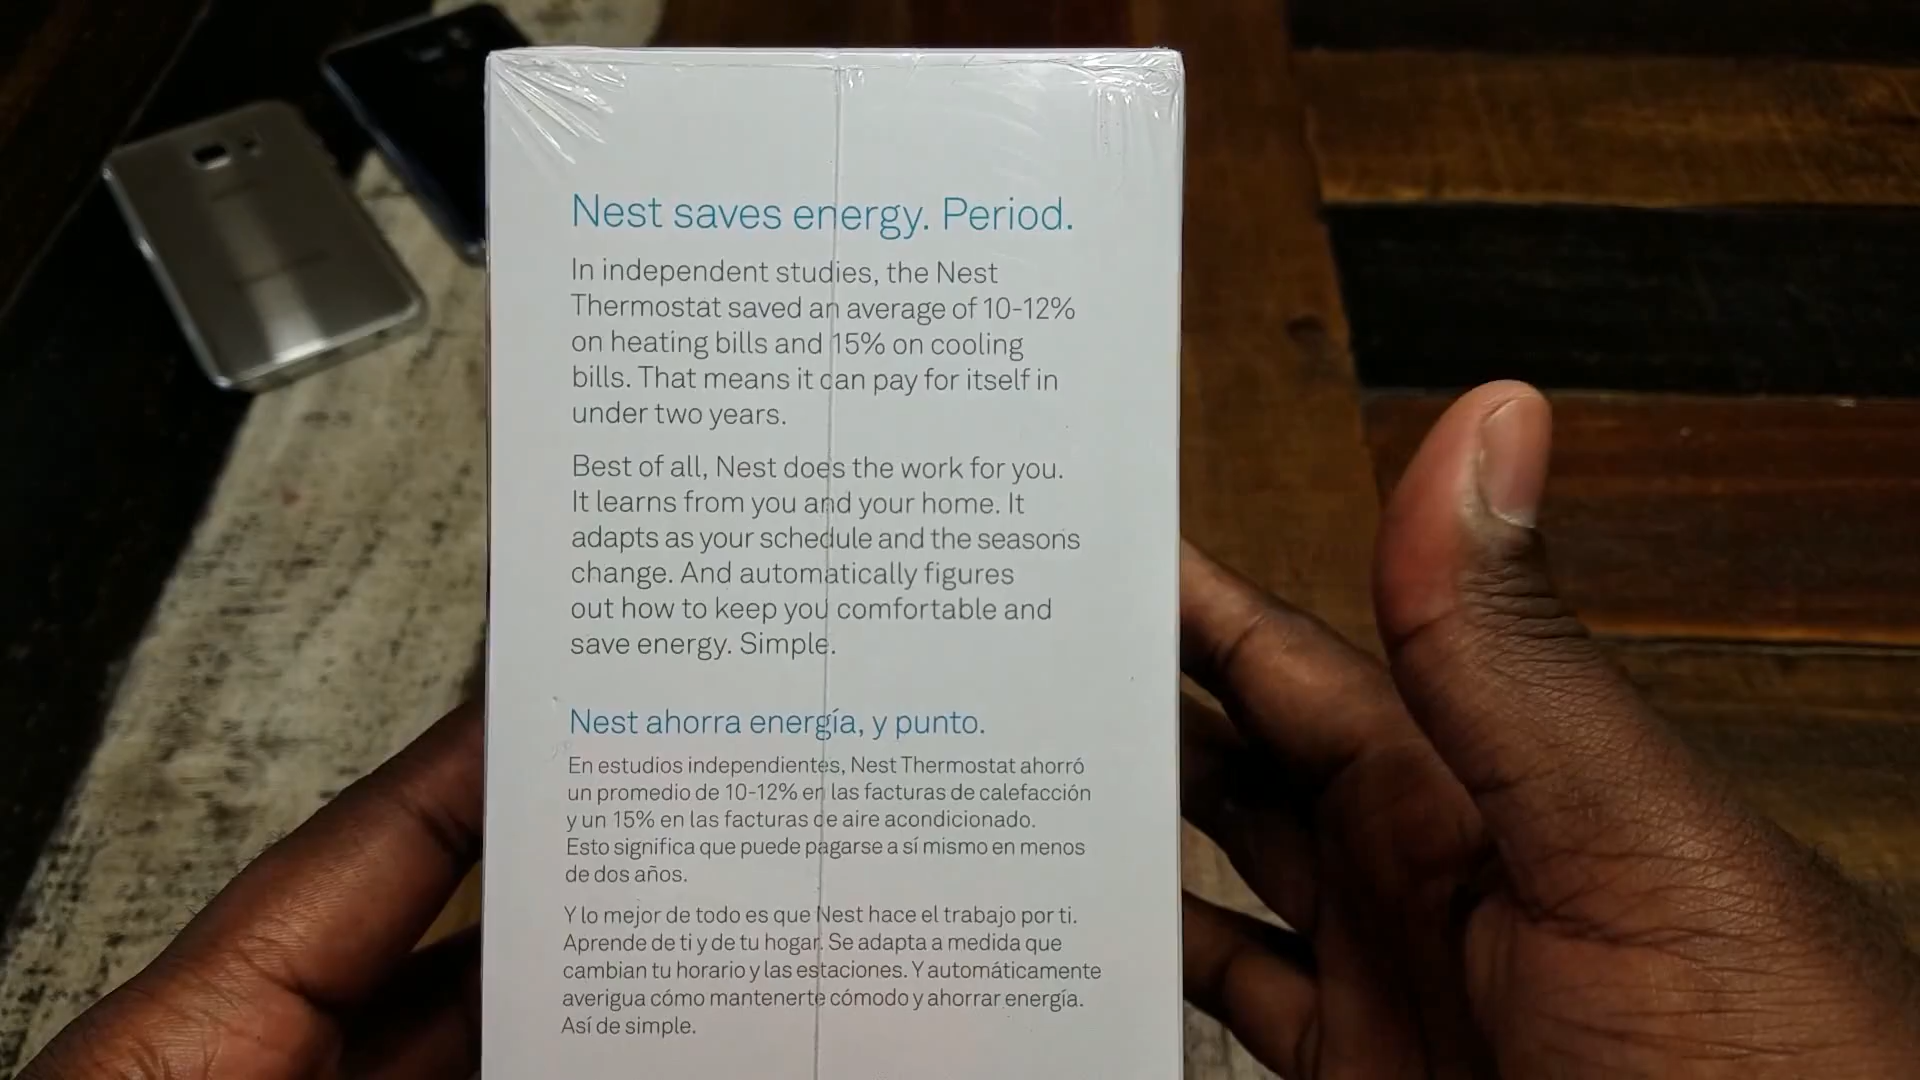 Nest saves energy. Period.
In independent studies, the Nest
Thermostat saved an average of 10-12%
on heating bills and 15% on cooling
bills. That means it can pay for itself in
under two years.
Best of all, Nest does the work for you.
It learns from you and your home. It
adapts as your schedule and the seasons
change. And automatically figures
out how to keep you comfortable and
save energy. Simple.
Nest ahorra energía, y punto.
En estudios independientes, Nest Thermostat ahorró
un promedio de 10-12% en las facturas de calefacción
y un 15% en las facturas de aire acondicionado.
Esto significa que puede pagarse a sí mismo en menos
de dos años.
Y lo mejor de todo es que Nest hace el trabajo por ti.
Aprende de ti y de tu hogar. Se adapta a medida que
cambian tu horario y las estaciones. Y automáticamente
averigua cómo mantenerte cómodo y ahorrar energía.
Así de simple.